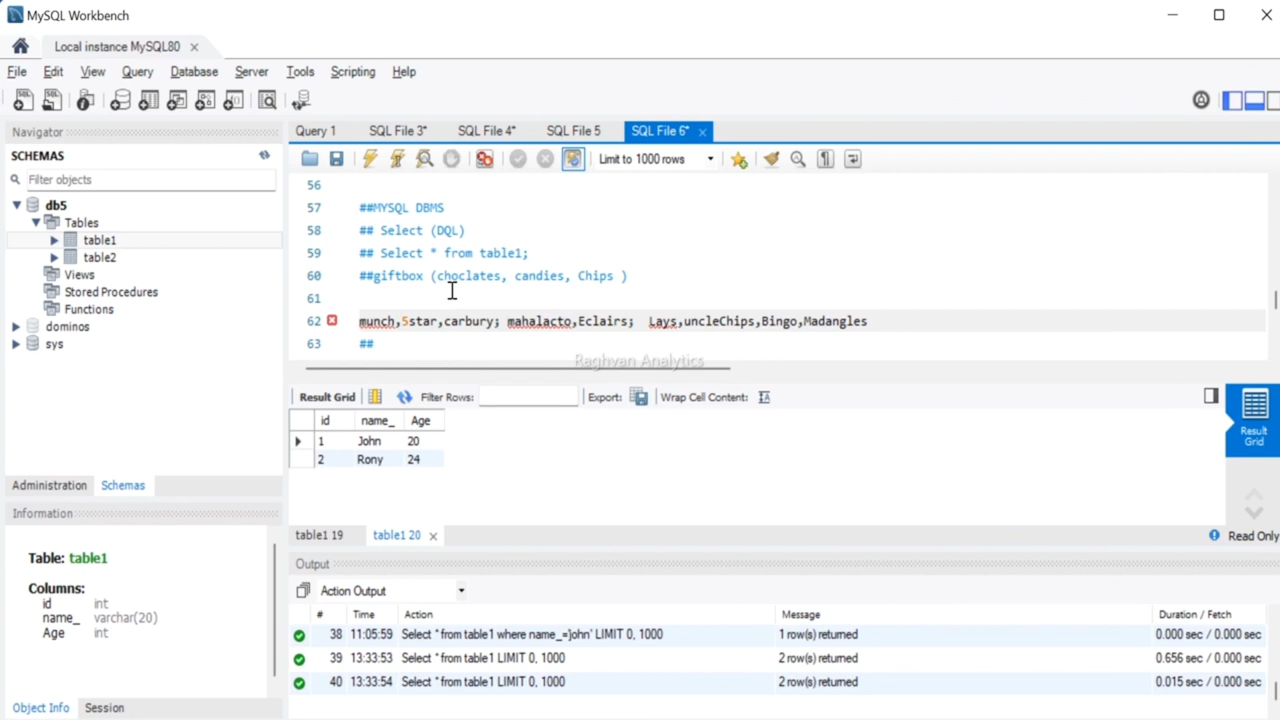 MySQL Workbench
Local instance MySQL80
File Edit View Query Database Server Tools Scripting Help
Navigator
SCHEMAS
Filter objects
db5
Tables
table1
table2
Views
Stored Procedures
Functions
dominos
sys
Administration Schemas
Information
Table: table1
Columns:
id int
name_ varchar(20)
Age int
Object Info Session
Query 1 SQL File 3* SQL File 4* SQL File 5 SQL File 6*
Limit to 1000 rows
56
57 ##MYSQL DBMS
58 ## Select (DQL)
59 ## Select * from table1;
60 ##giftbox (choclates, candies, Chips )
61
62 munch,5star,carbury; mahalacto,Eclairs; Lays,uncleChips,Bingo,Madangles
63 ##
Raghvan Analytics
Result Grid Filter Rows: Export: Wrap Cell Content:
id name_ Age
1 John 20
2 Rony 24
Result Grid
table1 19 table1 20
Read Only
Output
Action Output
# Time Action Message Duration / Fetch
38 11:05:59 Select * from table1 where name_='john' LIMIT 0, 1000 1 row(s) returned 0.000 sec / 0.000 sec
39 13:33:53 Select * from table1 LIMIT 0, 1000 2 row(s) returned 0.656 sec / 0.000 sec
40 13:33:54 Select * from table1 LIMIT 0, 1000 2 row(s) returned 0.015 sec / 0.000 sec